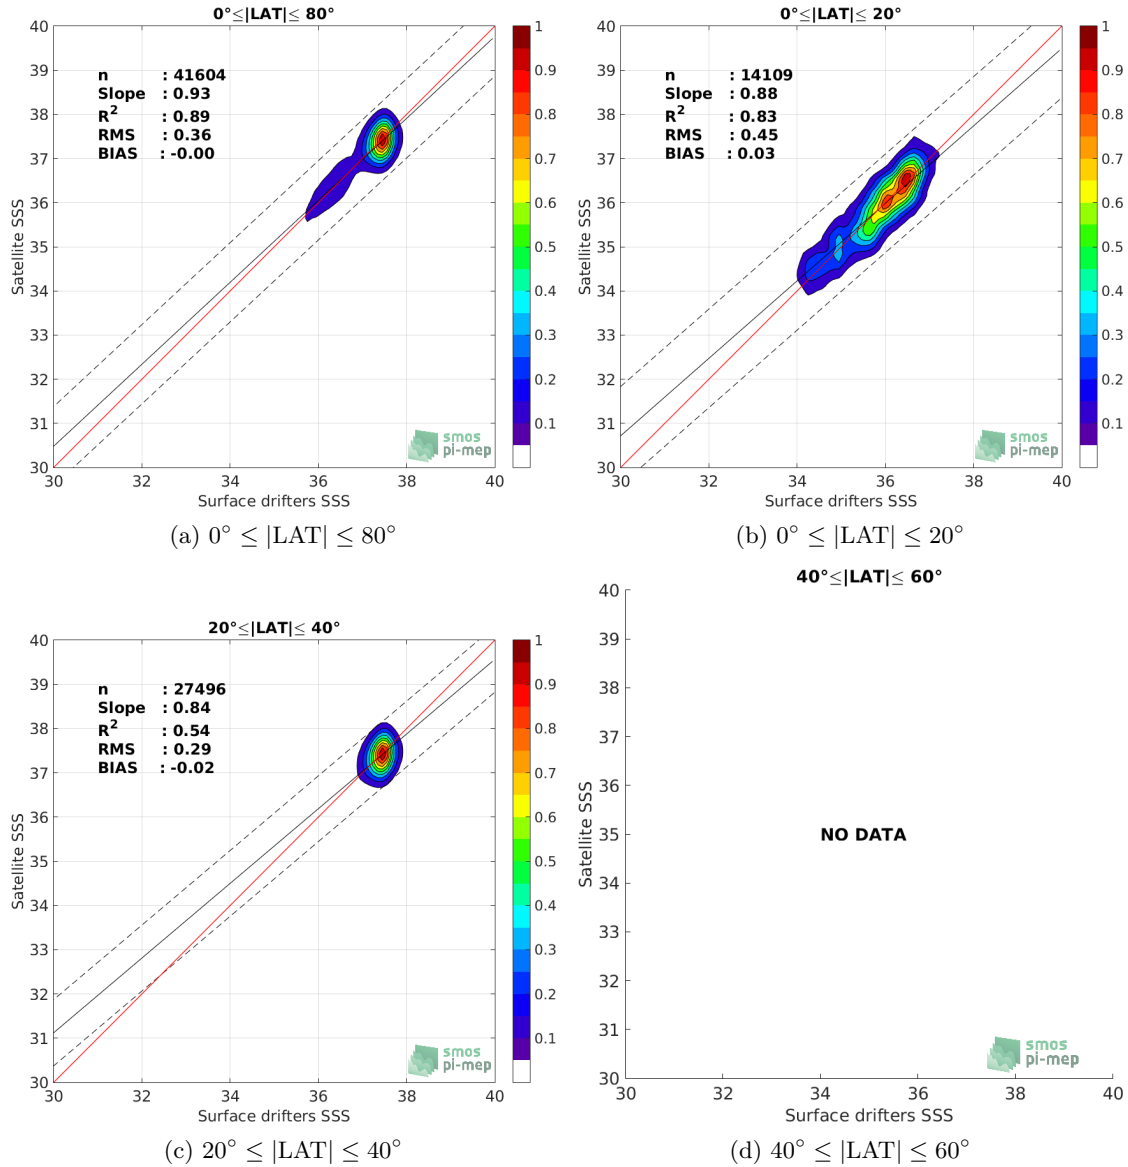 0°≤|LAT|≤ 80°
40
39
38
37
36
35
34
33
32
31
30
Satellite SSS
n : 41604
Slope : 0.93
R² : 0.89
RMS : 0.36
BIAS : -0.00
smos
pi-mep
30 32 34 36 38 40
Surface drifters SSS
1
0.9
0.8
0.7
0.6
0.5
0.4
0.3
0.2
0.1
(a) 0° ≤ |LAT| ≤ 80°
0°≤|LAT|≤ 20°
40
39
38
37
36
35
34
33
32
31
30
Satellite SSS
n : 14109
Slope : 0.88
R² : 0.83
RMS : 0.45
BIAS : 0.03
smos
pi-mep
30 32 34 36 38 40
Surface drifters SSS
1
0.9
0.8
0.7
0.6
0.5
0.4
0.3
0.2
0.1
(b) 0° ≤ |LAT| ≤ 20°
20°≤|LAT|≤ 40°
40
39
38
37
36
35
34
33
32
31
30
Satellite SSS
n : 27496
Slope : 0.84
R² : 0.54
RMS : 0.29
BIAS : -0.02
smos
pi-mep
30 32 34 36 38 40
Surface drifters SSS
1
0.9
0.8
0.7
0.6
0.5
0.4
0.3
0.2
0.1
(c) 20° ≤ |LAT| ≤ 40°
40°≤|LAT|≤ 60°
40
39
38
37
36
35
34
33
32
31
30
Satellite SSS
NO DATA
smos
pi-mep
30 32 34 36 38 40
Surface drifters SSS
(d) 40° ≤ |LAT| ≤ 60°